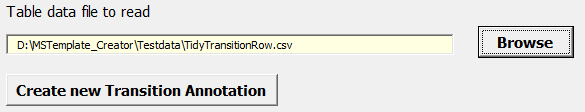 Table data file to read
D:\MSTemplate_Creator\Testdata\TidyTransitionRow.csv
Browse
Create new Transition Annotation